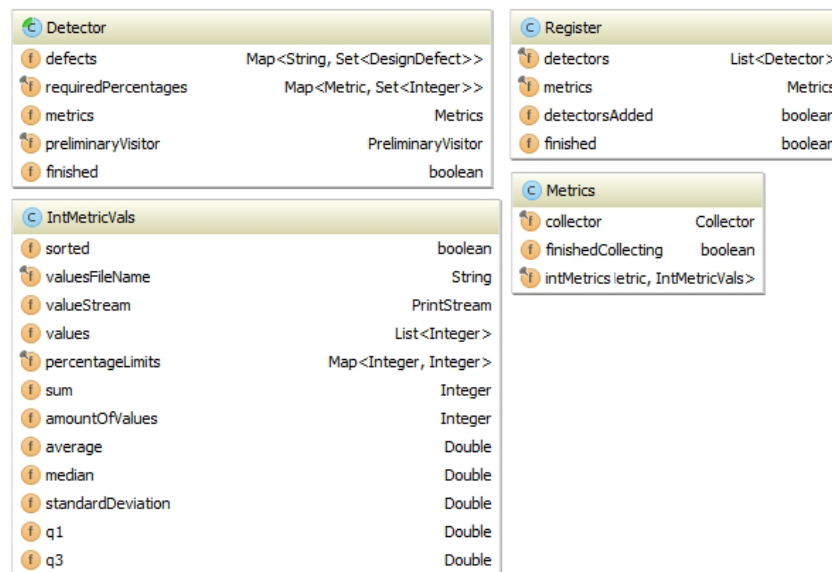 Detector
defects Map<String, Set<DesignDefect>>
requiredPercentages Map<Metric, Set<Integer>>
metrics Metrics
preliminaryVisitor PreliminaryVisitor
finished boolean
IntMetricVals
sorted boolean
valuesFileName String
valueStream PrintStream
values List<Integer>
percentageLimits Map<Integer, Integer>
sum Integer
amountOfValues Integer
average Double
median Double
standardDeviation Double
q1 Double
q3 Double
Register
detectors List<Detector>
metrics Metrics
detectorsAdded boolean
finished boolean
Metrics
collector Collector
finishedCollecting boolean
intMetrics etric, IntMetricVals>